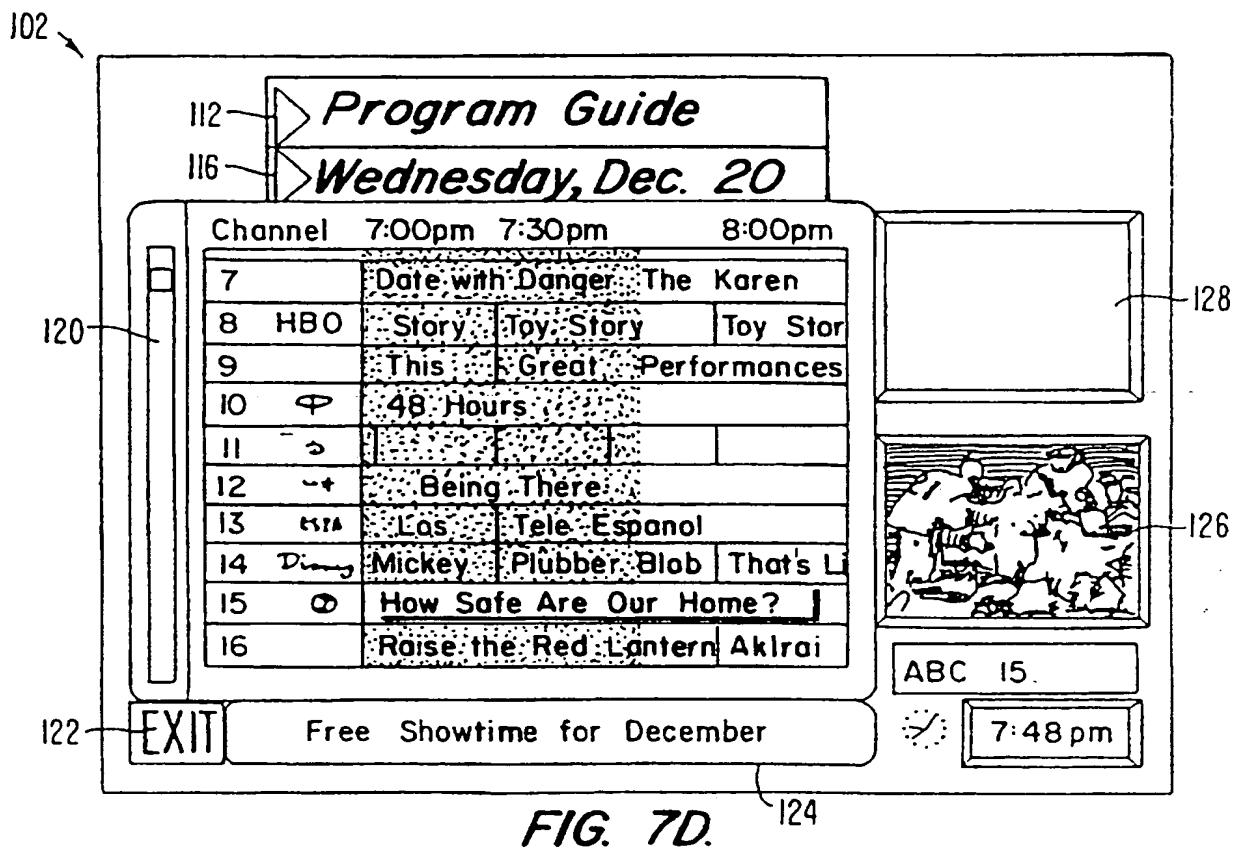 102
112
Program Guide
116
Wednesday, Dec. 20
Channel 7:00pm 7:30pm 8:00pm
7 Date with Danger The Karen
8 HBO Story Toy Story Toy Stor
9 This Great Performances
10 48 Hours
11
12 Being There
13 Las Tele Espanol
14 Disney Mickey Plubber Blob That's Li
15 How Safe Are Our Home?
16 Raise the Red Lantern Aklrai
120
128
126
ABC 15.
122
EXIT
Free Showtime for December
7:48pm
124
FIG. 7D.